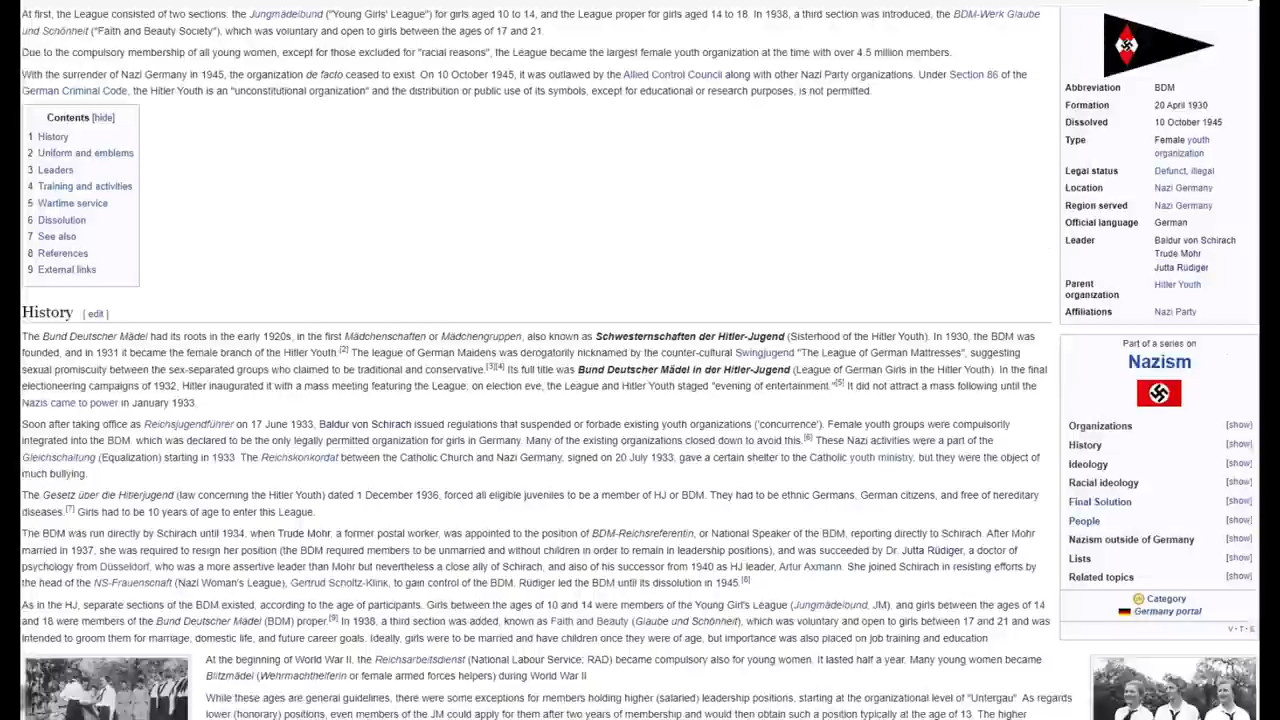 At first, the League consisted of two sections: the Jungmädelbund ("Young Girls' League") for girls aged 10 to 14, and the League proper for girls aged 14 to 18. In 1938, a third section was introduced, the BDM-Werk Glaube
und Schönheit ("Faith and Beauty Society"), which was voluntary and open to girls between the ages of 17 and 21.
Due to the compulsory membership of all young women, except for those excluded for "racial reasons", the League became the largest female youth organization at the time with over 4.5 million members.
With the surrender of Nazi Germany in 1945, the organization de facto ceased to exist. On 10 October 1945, it was outlawed by the Allied Control Council along with other Nazi Party organizations. Under Section 86 of the
German Criminal Code, the Hitler Youth is an "unconstitutional organization" and the distribution or public use of its symbols, except for educational or research purposes, is not permitted.
Contents [hide]
1 History
2 Uniform and emblems
3 Leaders
4 Training and activities
5 Wartime service
6 Dissolution
7 See also
8 References
9 External links
History [ edit ]
The Bund Deutscher Mädel had its roots in the early 1920s, in the first Mädchenschaften or Mädchengruppen, also known as Schwesternschaften der Hitler-Jugend (Sisterhood of the Hitler Youth). In 1930, the BDM was
founded, and in 1931 it became the female branch of the Hitler Youth.[2] The league of German Maidens was derogatorily nicknamed by the counter-cultural Swingjugend "The League of German Mattresses", suggesting
sexual promiscuity between the sex-separated groups who claimed to be traditional and conservative.[3][4] Its full title was Bund Deutscher Mädel in der Hitler-Jugend (League of German Girls in the Hitler Youth). In the final
electioneering campaigns of 1932, Hitler inaugurated it with a mass meeting featuring the League; on election eve, the League and Hitler Youth staged "evening of entertainment."[5] It did not attract a mass following until the
Nazis came to power in January 1933.
Soon after taking office as Reichsjugendführer on 17 June 1933, Baldur von Schirach issued regulations that suspended or forbade existing youth organizations ('concurrence'). Female youth groups were compulsorily
integrated into the BDM, which was declared to be the only legally permitted organization for girls in Germany. Many of the existing organizations closed down to avoid this.[6] These Nazi activities were a part of the
Gleichschaltung (Equalization) starting in 1933. The Reichskonkordat between the Catholic Church and Nazi Germany, signed on 20 July 1933, gave a certain shelter to the Catholic youth ministry, but they were the object of
much bullying.
The Gesetz über die Hitlerjugend (law concerning the Hitler Youth) dated 1 December 1936, forced all eligible juveniles to be a member of HJ or BDM. They had to be ethnic Germans, German citizens, and free of hereditary
diseases.[7] Girls had to be 10 years of age to enter this League.
The BDM was run directly by Schirach until 1934, when Trude Mohr, a former postal worker, was appointed to the position of BDM-Reichsreferentin, or National Speaker of the BDM, reporting directly to Schirach. After Mohr
married in 1937, she was required to resign her position (the BDM required members to be unmarried and without children in order to remain in leadership positions), and was succeeded by Dr. Jutta Rüdiger, a doctor of
psychology from Düsseldorf, who was a more assertive leader than Mohr but nevertheless a close ally of Schirach, and also of his successor from 1940 as HJ leader, Artur Axmann. She joined Schirach in resisting efforts by
the head of the NS-Frauenschaft (Nazi Woman's League), Gertrud Scholtz-Klink, to gain control of the BDM. Rüdiger led the BDM until its dissolution in 1945.[8]
As in the HJ, separate sections of the BDM existed, according to the age of participants. Girls between the ages of 10 and 14 were members of the Young Girl's League (Jungmädelbund, JM), and girls between the ages of 14
and 18 were members of the Bund Deutscher Mädel (BDM) proper.[9] In 1938, a third section was added, known as Faith and Beauty (Glaube und Schönheit), which was voluntary and open to girls between 17 and 21 and was
intended to groom them for marriage, domestic life, and future career goals. Ideally, girls were to be married and have children once they were of age, but importance was also placed on job training and education
At the beginning of World War II, the Reichsarbeitsdienst (National Labour Service; RAD) became compulsory also for young women. It lasted half a year. Many young women became
Blitzmädel (Wehrmachthelferin or female armed forces helpers) during World War II
While these ages are general guidelines, there were some exceptions for members holding higher (salaried) leadership positions, starting at the organizational level of "Untergau". As regards
lower (honorary) positions, even members of the JM could apply for them after two years of membership and would then obtain such a position typically at the age of 13. The higher
Abbreviation BDM
Formation 20 April 1930
Dissolved 10 October 1945
Type Female youth
organization
Legal status Defunct, illegal
Location Nazi Germany
Region served Nazi Germany
Official language German
Leader Baldur von Schirach
Trude Mohr
Jutta Rüdiger
Parent Hitler Youth
organization
Affiliations Nazi Party
Part of a series on
Nazism
Organizations [show]
History [show]
Ideology [show]
Racial ideology [show]
Final Solution [show]
People [show]
Nazism outside of Germany [show]
Lists [show]
Related topics [show]
Category
Germany portal
V · T · E